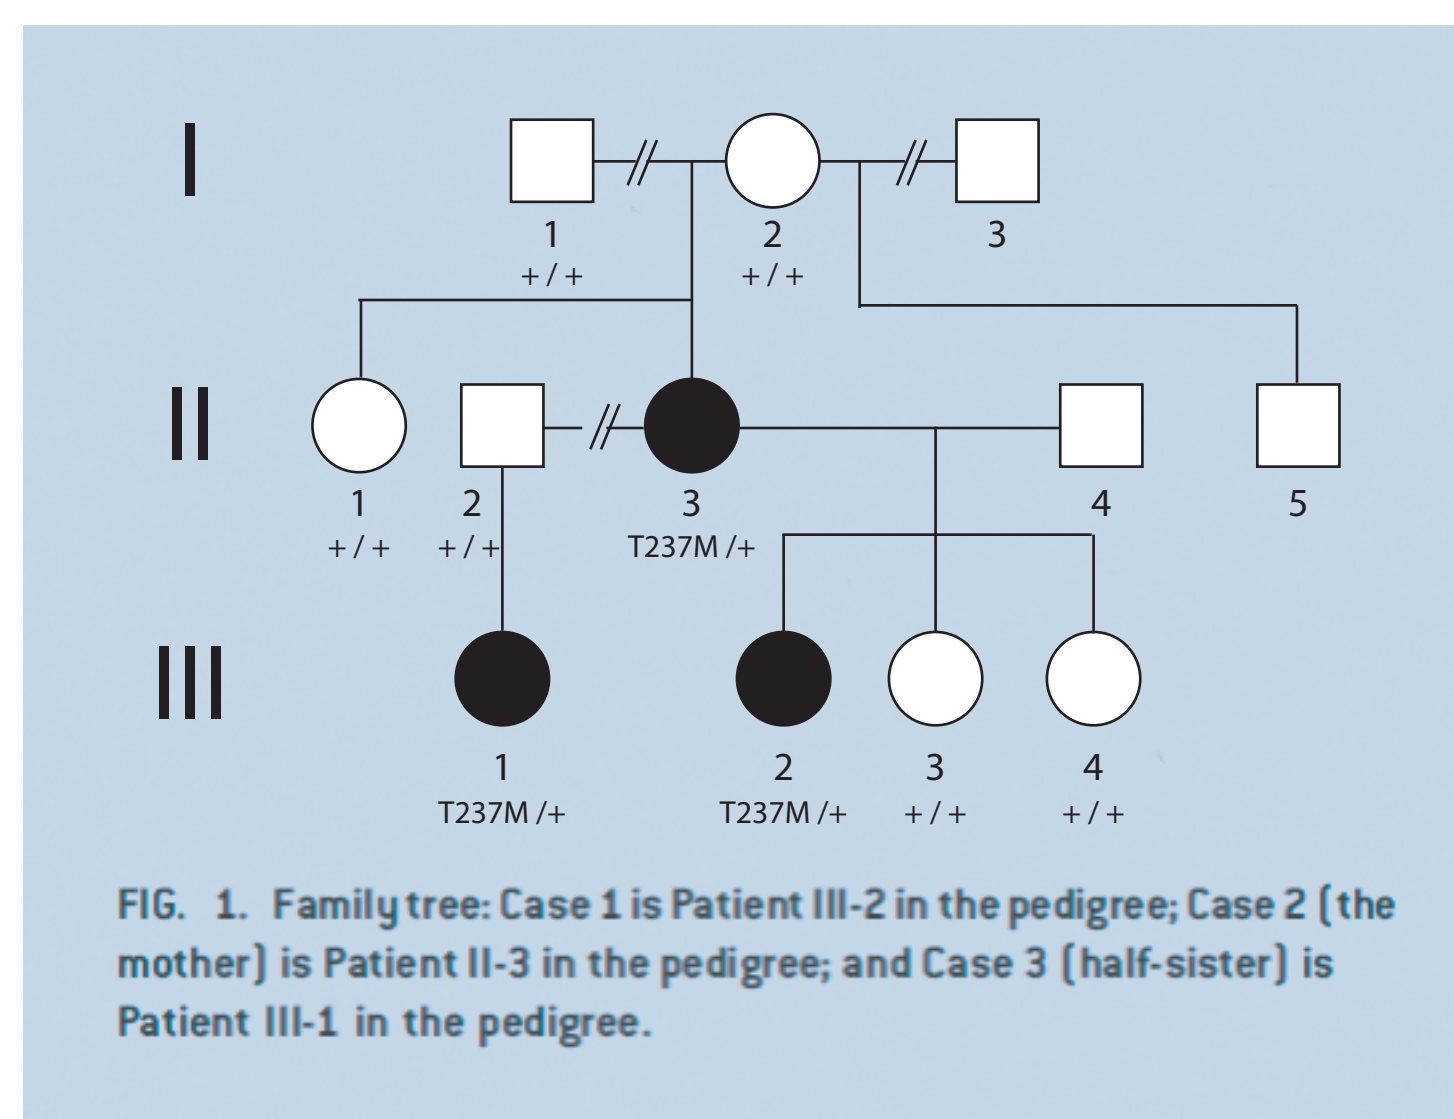 I
1 2 3
+ / + + / +
II
1 2 3 4 5
+ / + + / + T237M /+
III
1 2 3 4
T237M /+ T237M /+ + / + + / +
FIG. 1. Family tree: Case 1 is Patient III-2 in the pedigree; Case 2 (the
mother) is Patient II-3 in the pedigree; and Case 3 (half-sister) is
Patient III-1 in the pedigree.